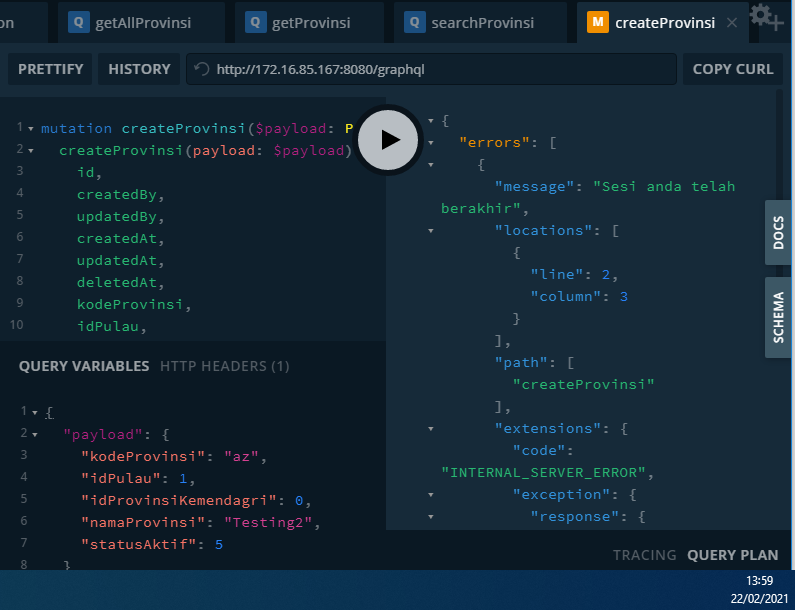 on
Q getAllProvinsi
Q getProvinsi
Q searchProvinsi
M createProvinsi ×
PRETTIFY
HISTORY
http://172.16.85.167:8080/graphql
COPY CURL
1 mutation createProvinsi($payload: P
2 createProvinsi(payload: $payload)
3 id,
4 createdBy,
5 updatedBy,
6 createdAt,
7 updatedAt,
8 deletedAt,
9 kodeProvinsi,
10 idPulau,
QUERY VARIABLES HTTP HEADERS (1)
1 {
2 "payload": {
3 "kodeProvinsi": "az",
4 "idPulau": 1,
5 "idProvinsiKemendagri": 0,
6 "namaProvinsi": "Testing2",
7 "statusAktif": 5
8 }
{
"errors": [
{
"message": "Sesi anda telah
berakhir",
"locations": [
{
"line": 2,
"column": 3
}
],
"path": [
"createProvinsi"
],
"extensions": {
"code":
"INTERNAL_SERVER_ERROR",
"exception": {
"response": {
DOCS
SCHEMA
TRACING QUERY PLAN
13:59
22/02/2021